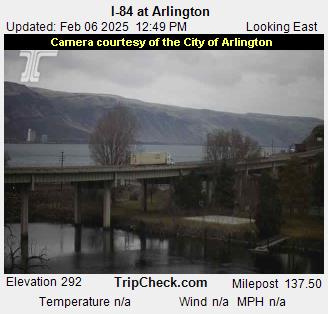 I-84 at Arlington
Updated: Feb 06 2025 12:49 PM Looking East
Camera courtesy of the City of Arlington
Elevation 292 TripCheck.com Milepost 137.50
Temperature n/a Wind n/a MPH n/a